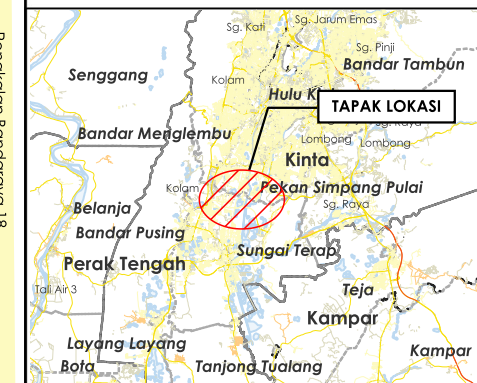 Sg. Kati
Sg. Jarum Emas
Sg. Pinji
Bandar Tambun
Senggang
Kolam
Hulu
TAPAK LOKASI
Sg. Raya
Bandar Menglembu
Lombong
Lombong
Kinta
Kolam
Pekan Simpang Pulai
Sg. Raya
Belanja
Bandar Pusing
Sungai Terap
Perak Tengah
Tali Air 3
Teja
Kampar
Layang Layang
Kampar
Bota
Tanjong Tualang